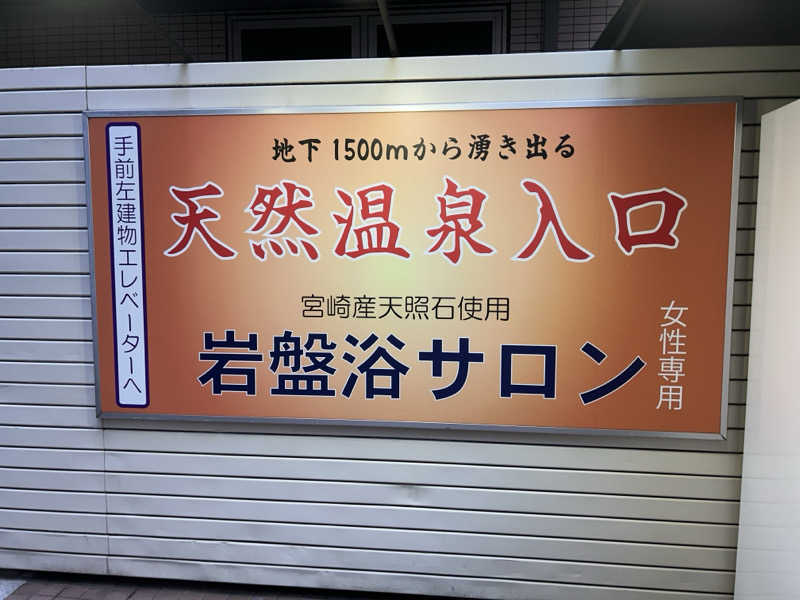 手前左建物エレベーターへ
地下1500mから湧き出る
天然温泉入口
宮崎産天照石使用
岩盤浴サロン
女性専用